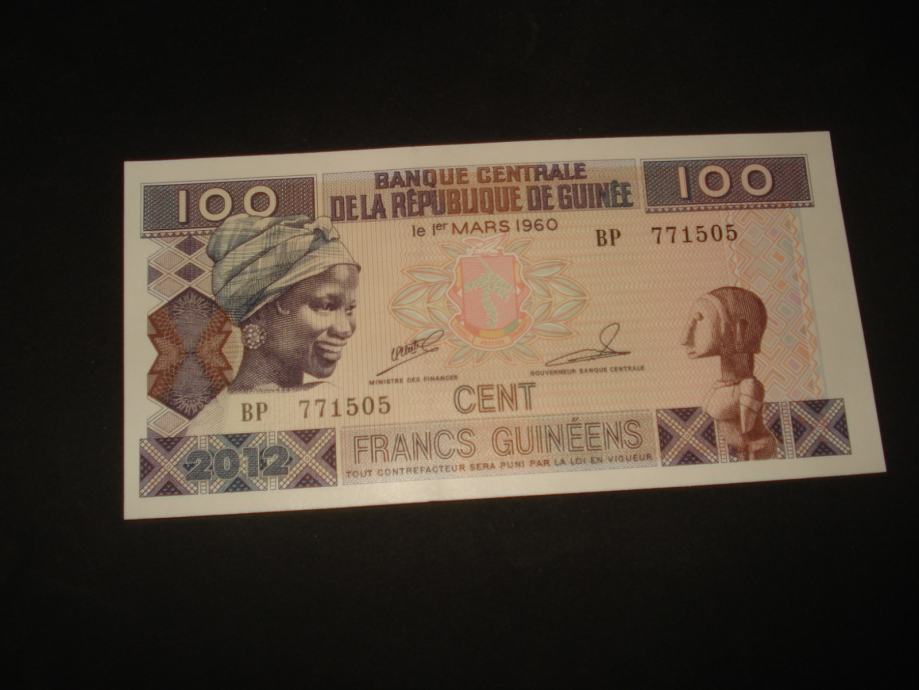 100
BANQUE CENTRALE
DE LA RÉPUBLIQUE DE GUINÉE
100
le 1er MARS 1960
BP 771505
MINISTRE DES FINANCES
GOUVERNEUR BANQUE CENTRALE
BP 771505
CENT
FRANCS GUINÉENS
2012
TOUT CONTREFACTEUR SERA PUNI PAR LA LOI EN VIGUEUR